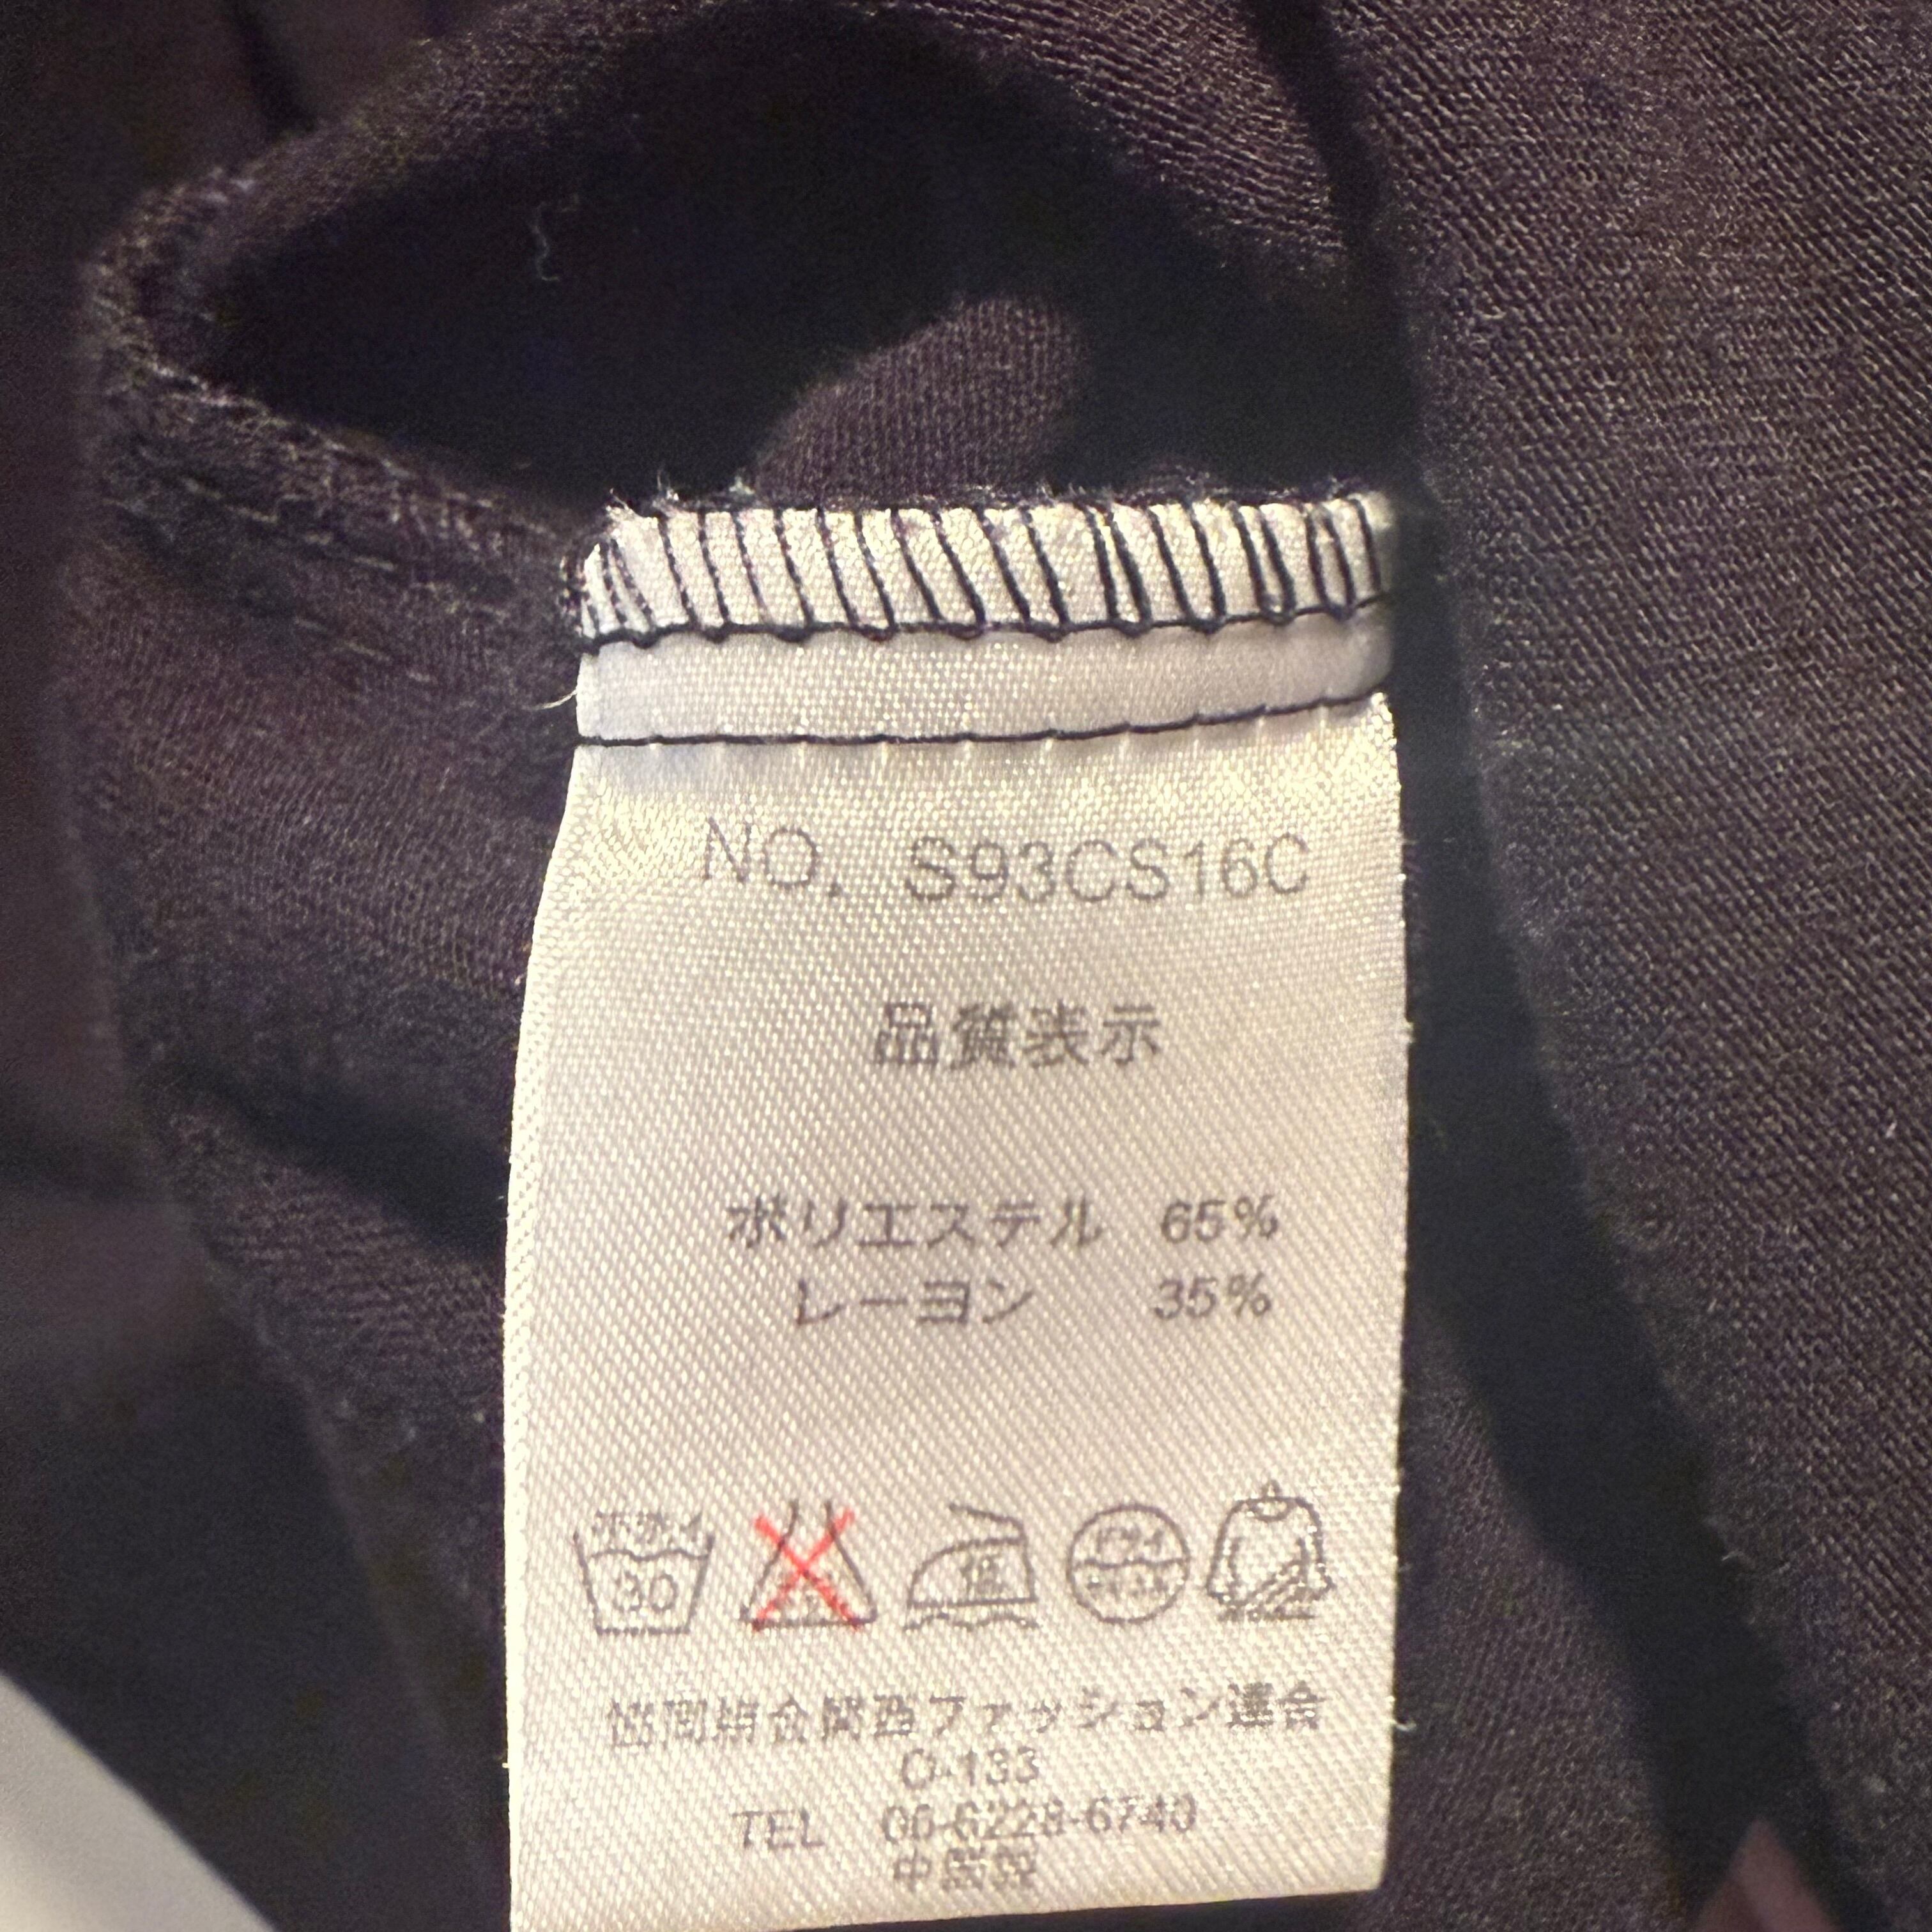 NO. S93CS16C
品質表示
ポリエステル 65%
レーヨン 35%
30 低
協同組合関西ファッション連合
O-133
TEL 06-6228-6740
中国製